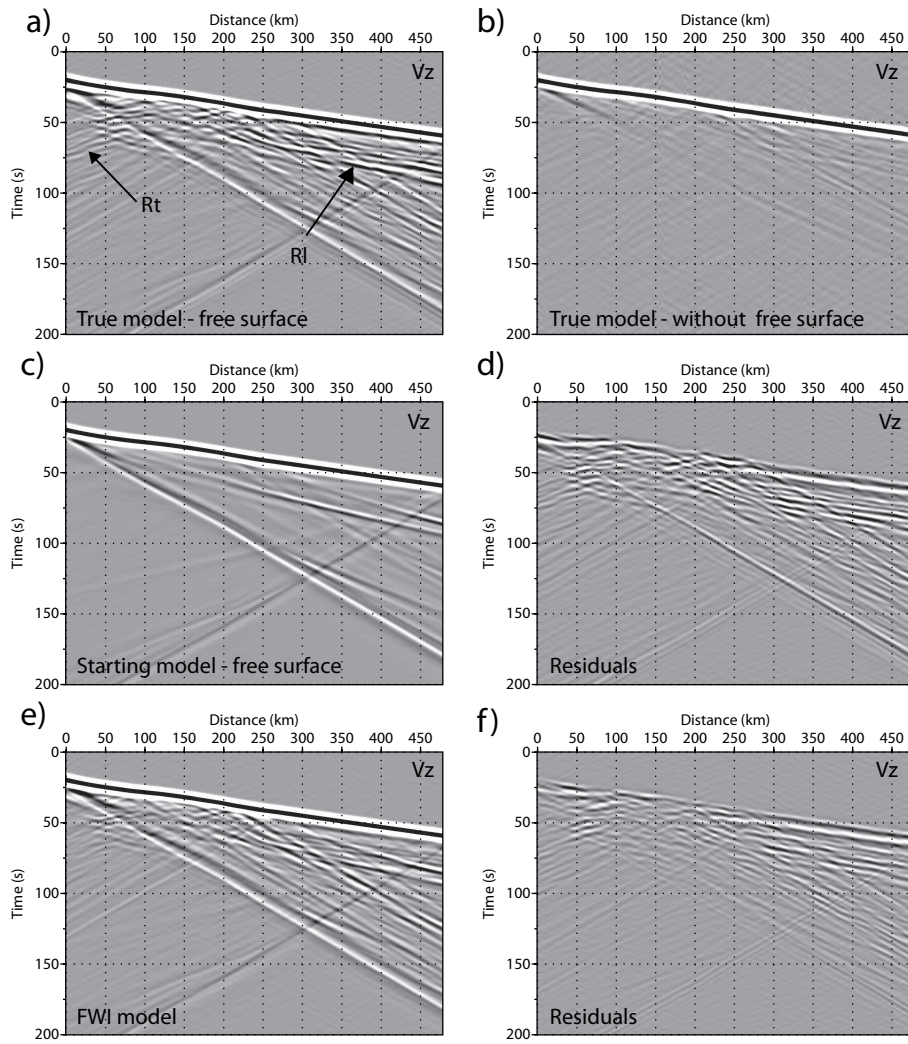 a)
Distance (km)
0 50 100 150 200 250 300 350 400 450
Vz
0
50
100
150
200
Time (s)
Rt
Rl
True model - free surface
b)
Distance (km)
0 50 100 150 200 250 300 350 400 450
Vz
0
50
100
150
200
Time (s)
True model - without free surface
c)
Distance (km)
0 50 100 150 200 250 300 350 400 450
Vz
0
50
100
150
200
Time (s)
Starting model - free surface
d)
Distance (km)
0 50 100 150 200 250 300 350 400 450
Vz
0
50
100
150
200
Time (s)
Residuals
e)
Distance (km)
0 50 100 150 200 250 300 350 400 450
Vz
0
50
100
150
200
Time (s)
FWI model
f)
Distance (km)
0 50 100 150 200 250 300 350 400 450
Vz
0
50
100
150
200
Time (s)
Residuals